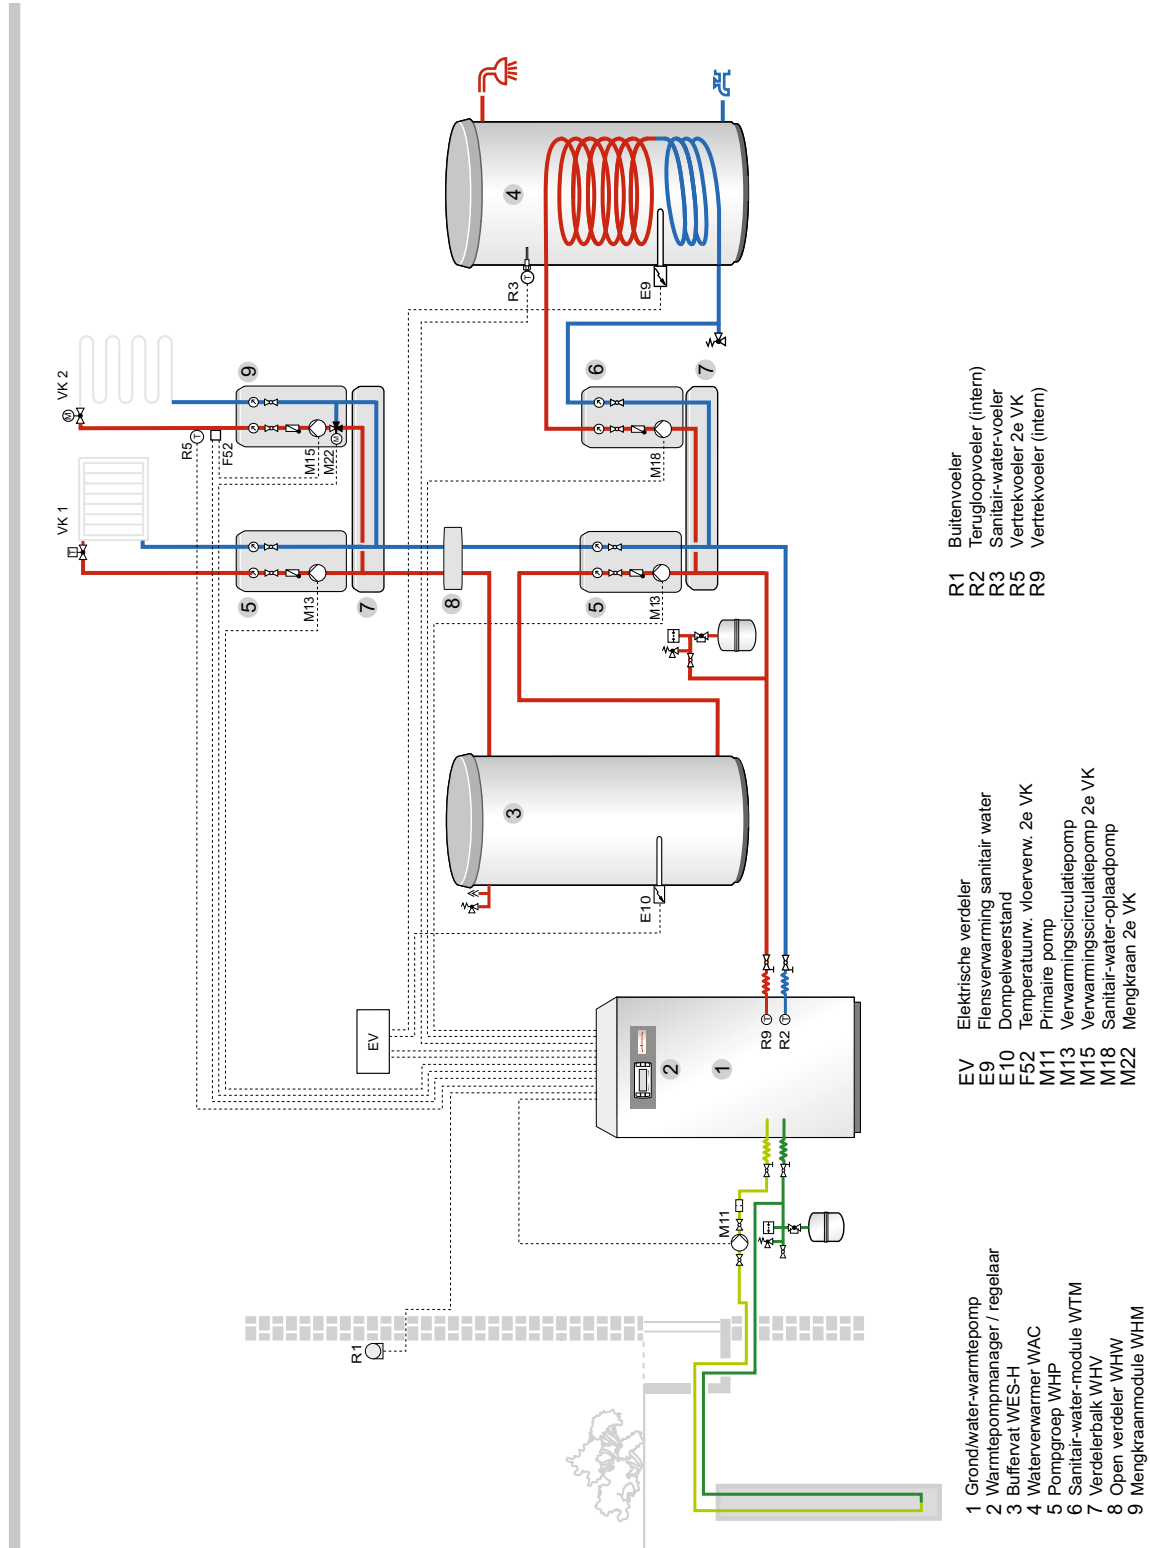 VK 1
VK 2
M
R5
T
F52
M15
M22
M
9
5
M13
7
8
R3
T
4
E9
6
M18
7
5
M13
3
E10
EV
2
1
R9
T
R2
T
M11
R1
1 Grond/water-warmtepomp
2 Warmtepompmanager / regelaar
3 Buffervat WES-H
4 Waterverwarmer WAC
5 Pompgroep WHP
6 Sanitair-water-module WTM
7 Verdelerbalk WHV
8 Open verdeler WHW
9 Mengkraanmodule WHM
EV Elektrische verdeler
E9 Flensverwarming sanitair water
E10 Dompelweerstand
F52 Temperatuurw. vloerverw. 2e VK
M11 Primaire pomp
M13 Verwarmingscirculatiepomp
M15 Verwarmingscirculatiepomp 2e VK
M18 Sanitair-water-oplaadpomp
M22 Mengkraan 2e VK
R1 Buitenvoeler
R2 Terugloopvoeler (intern)
R3 Sanitair-water-voeler
R5 Vertrekvoeler 2e VK
R9 Vertrekvoeler (intern)